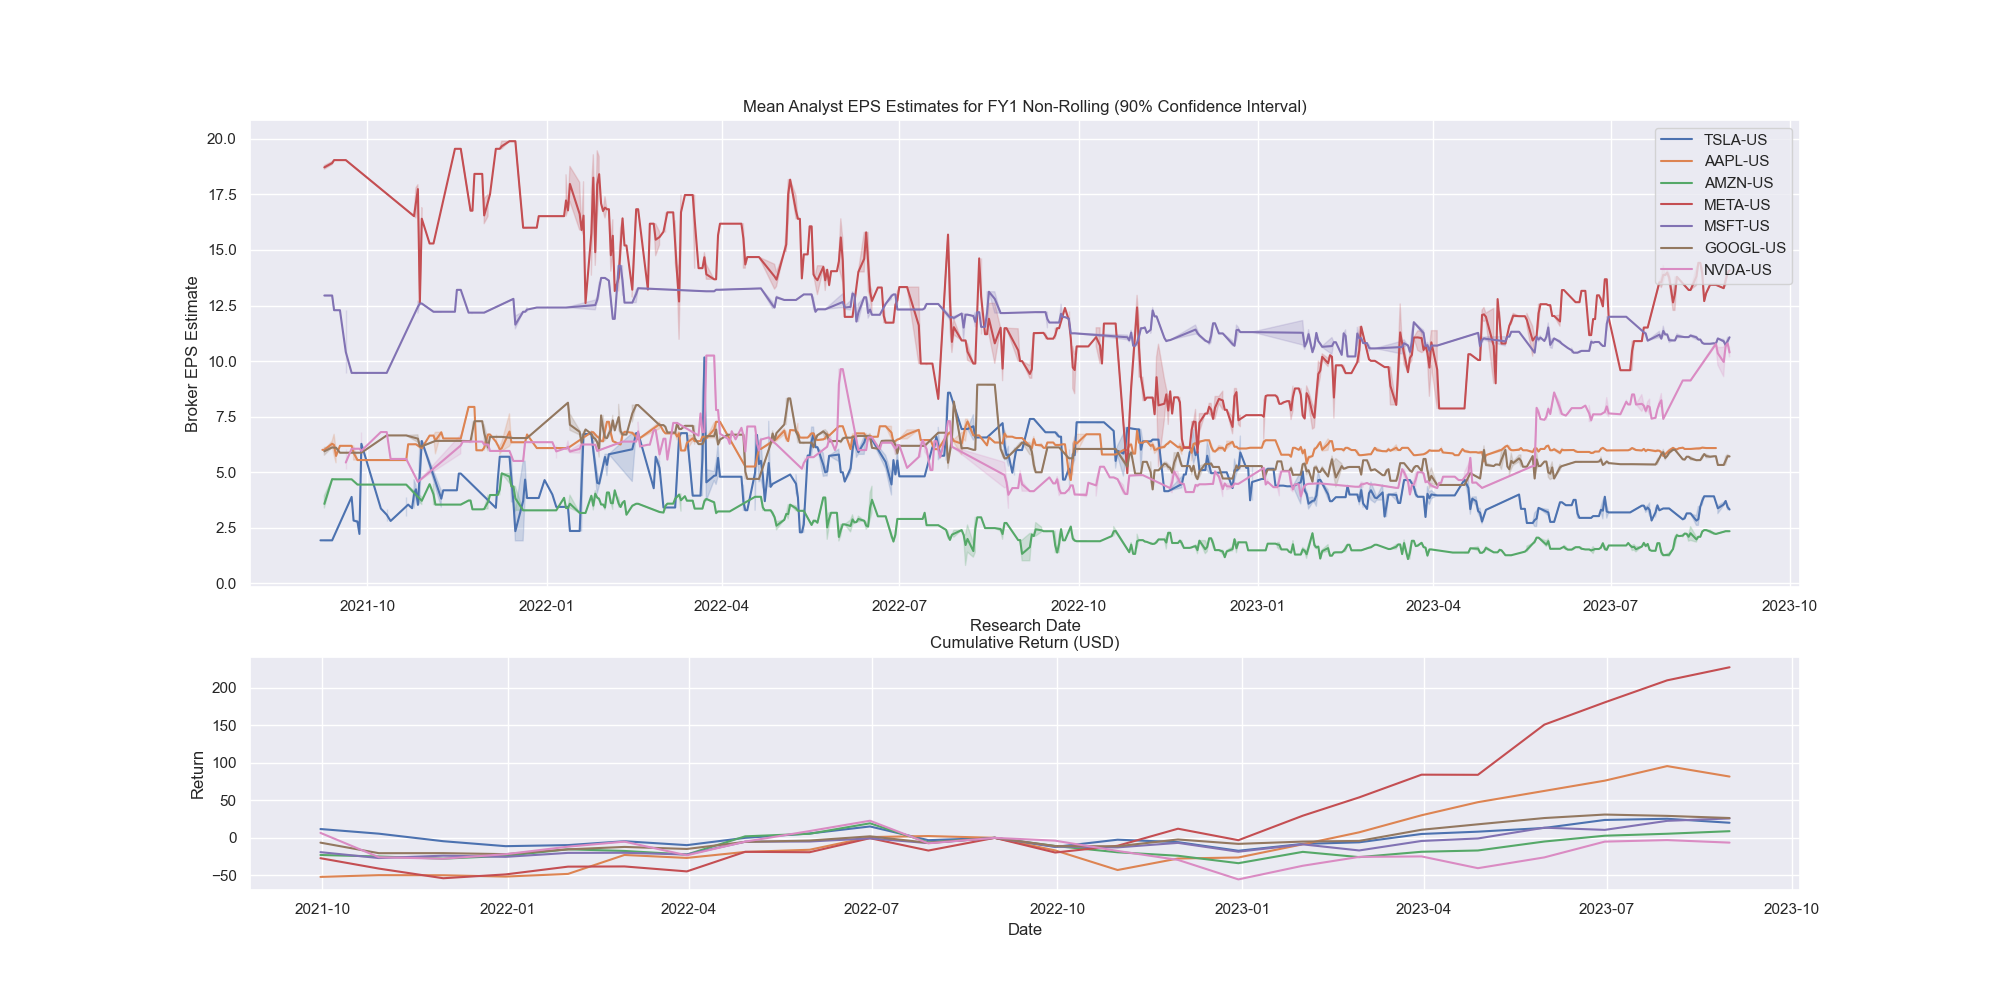 Mean Analyst EPS Estimates for FY1 Non-Rolling (90% Confidence Interval)
Broker EPS Estimate
20.0
17.5
15.0
12.5
10.0
7.5
5.0
2.5
0.0
TSLA-US
AAPL-US
AMZN-US
META-US
MSFT-US
GOOGL-US
NVDA-US
2021-10 2022-01 2022-04 2022-07 2022-10 2023-01 2023-04 2023-07 2023-10
Research Date
Cumulative Return (USD)
Return
200
150
100
50
0
−50
2021-10 2022-01 2022-04 2022-07 2022-10 2023-01 2023-04 2023-07 2023-10
Date